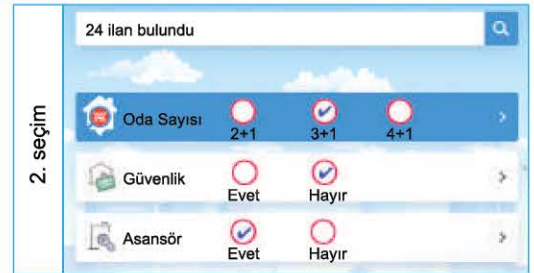 2. seçim
24 ilan bulundu
Oda Sayısı
2+1 3+1 4+1
Güvenlik
Evet Hayır
Asansör
Evet Hayır